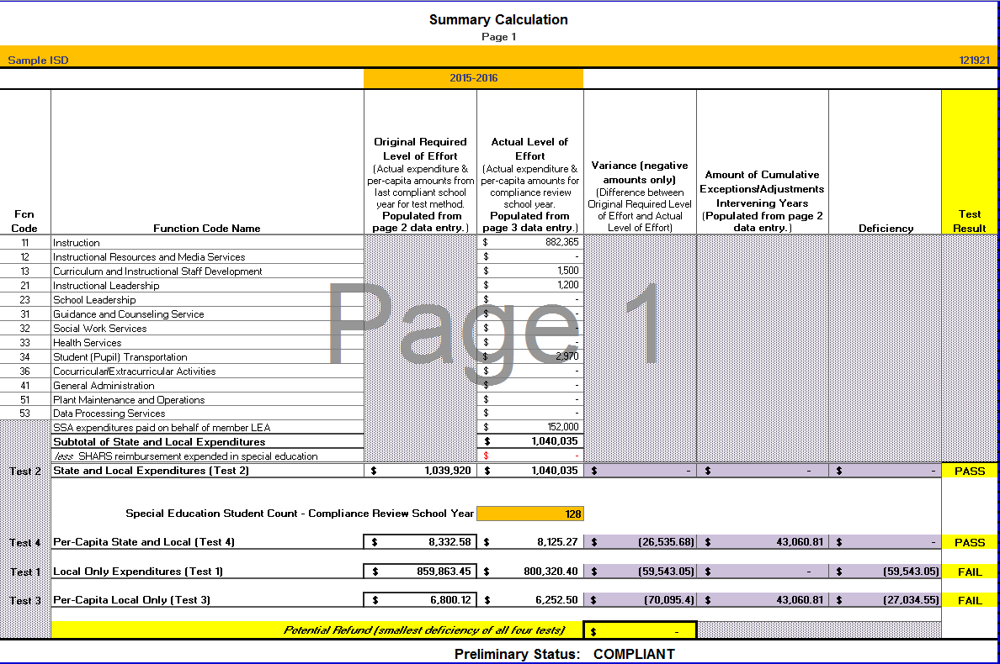 Summary Calculation
Page 1
Sample ISD 121921
2015-2016
Fcn
Code
Function Code Name
Original Required
Level of Effort
(Actual expenditure &
per-capita amounts from
last compliant school
year for test method.
Populated from
page 2 data entry.)
Actual Level of
Effort
(Actual expenditure &
per-capita amounts for
compliance review
school year.
Populated from
page 3 data entry.)
Variance (negative
amounts only)
(Difference between
Original Required Level
of Effort and Actual
Level of Effort)
Amount of Cumulative
Exceptions/Adjustments
Intervening Years
(Populated from page 2
data entry.)
Deficiency
Test
Result
11 Instruction $ 882,365
12 Instructional Resources and Media Services $ -
13 Curriculum and Instructional Staff Development $ 1,500
21 Instructional Leadership $ 1,200
23 School Leadership $ -
31 Guidance and Counseling Service $ -
32 Social Work Services $ -
33 Health Services $ -
34 Student (Pupil) Transportation $ 2,970
36 Cocurricular/Extracurricular Activities $ -
41 General Administration $ -
51 Plant Maintenance and Operations $ -
53 Data Processing Services $ -
SSA expenditures paid on behalf of member LEA $ 152,000
Subtotal of State and Local Expenditures $ 1,040,035
less SHARS reimbursement expended in special education $ -
Test 2 State and Local Expenditures (Test 2) $ 1,039,920 $ 1,040,035 $ - $ - $ - PASS
Special Education Student Count - Compliance Review School Year 128
Test 4 Per-Capita State and Local (Test 4) $ 8,332.58 $ 8,125.27 $ (26,535.68) $ 43,060.81 $ - PASS
Test 1 Local Only Expenditures (Test 1) $ 859,863.45 $ 800,320.40 $ (59,543.05) $ - $ (59,543.05) FAIL
Test 3 Per-Capita Local Only (Test 3) $ 6,800.12 $ 6,252.50 $ (70,095.4) $ 43,060.81 $ (27,034.55) FAIL
Potential Refund (smallest deficiency of all four tests) $ -
Preliminary Status: COMPLIANT
Page 1